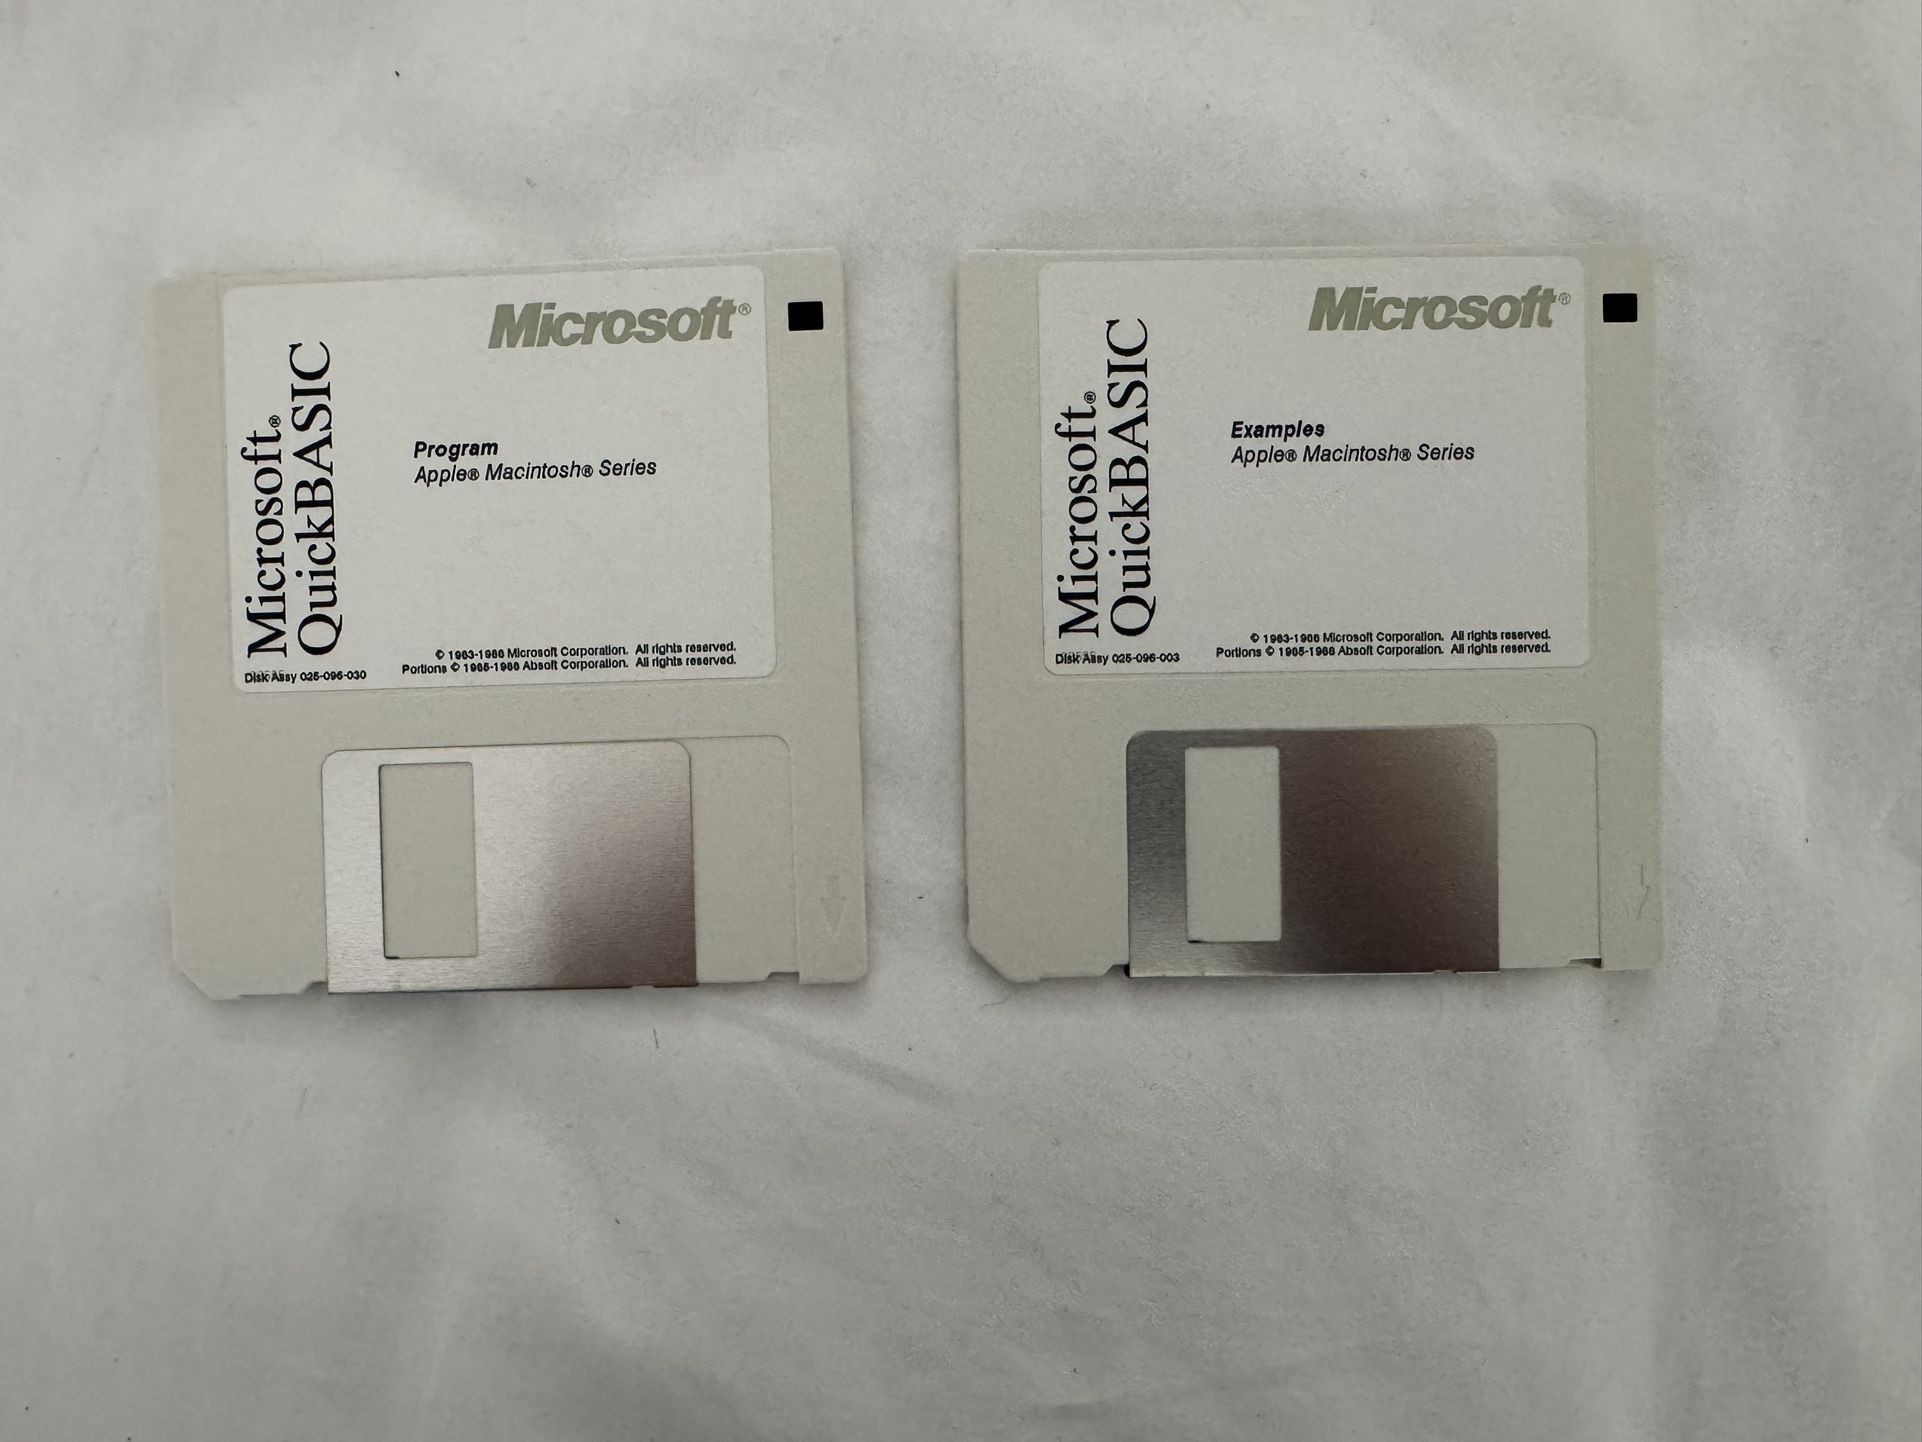 Microsoft®
Microsoft®
QuickBASIC
Program
Apple® Macintosh® Series
© 1983-1988 Microsoft Corporation. All rights reserved.
Portions © 1985-1988 Absoft Corporation. All rights reserved.
Disk Assy 025-096-030
Microsoft®
Microsoft®
QuickBASIC
Examples
Apple® Macintosh® Series
© 1983-1988 Microsoft Corporation. All rights reserved.
Portions © 1985-1988 Absoft Corporation. All rights reserved.
Disk Assy 025-096-003